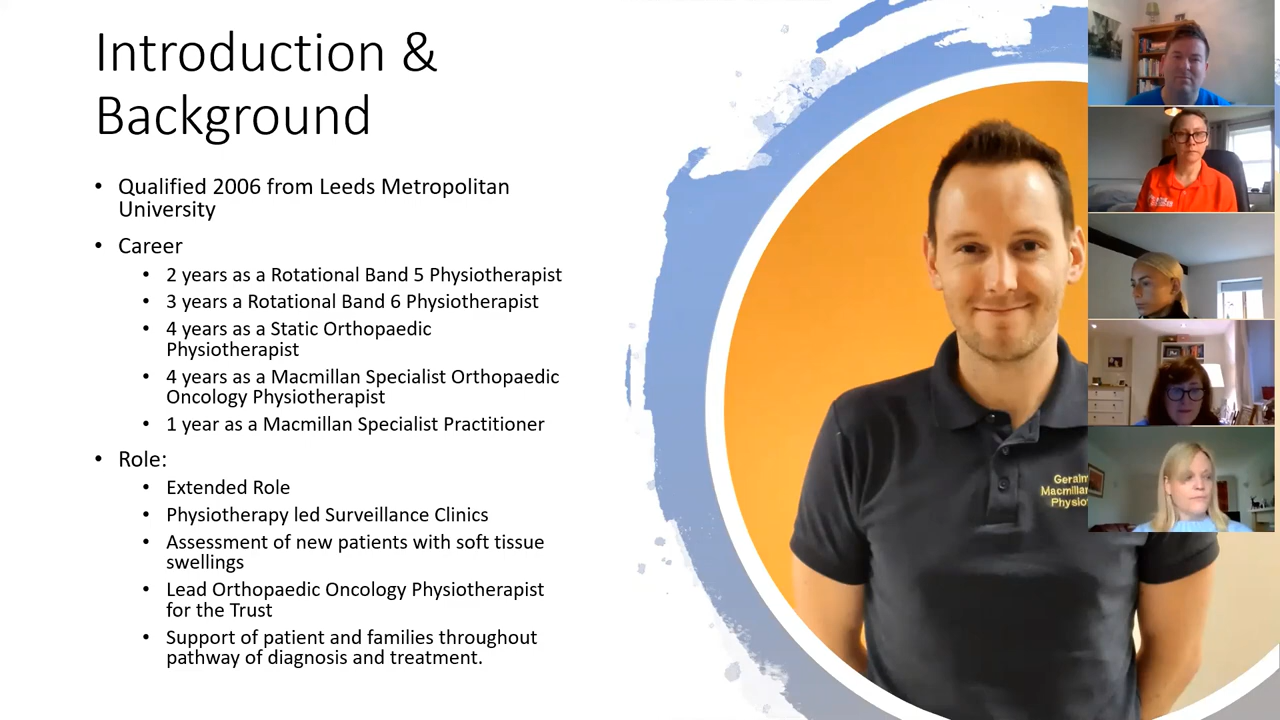 Introduction &
Background
• Qualified 2006 from Leeds Metropolitan
University
• Career
• 2 years as a Rotational Band 5 Physiotherapist
• 3 years a Rotational Band 6 Physiotherapist
• 4 years as a Static Orthopaedic
Physiotherapist
• 4 years as a Macmillan Specialist Orthopaedic
Oncology Physiotherapist
• 1 year as a Macmillan Specialist Practitioner
• Role:
• Extended Role
• Physiotherapy led Surveillance Clinics
• Assessment of new patients with soft tissue
swellings
• Lead Orthopaedic Oncology Physiotherapist
for the Trust
• Support of patient and families throughout
pathway of diagnosis and treatment.
Macmillan
Physio